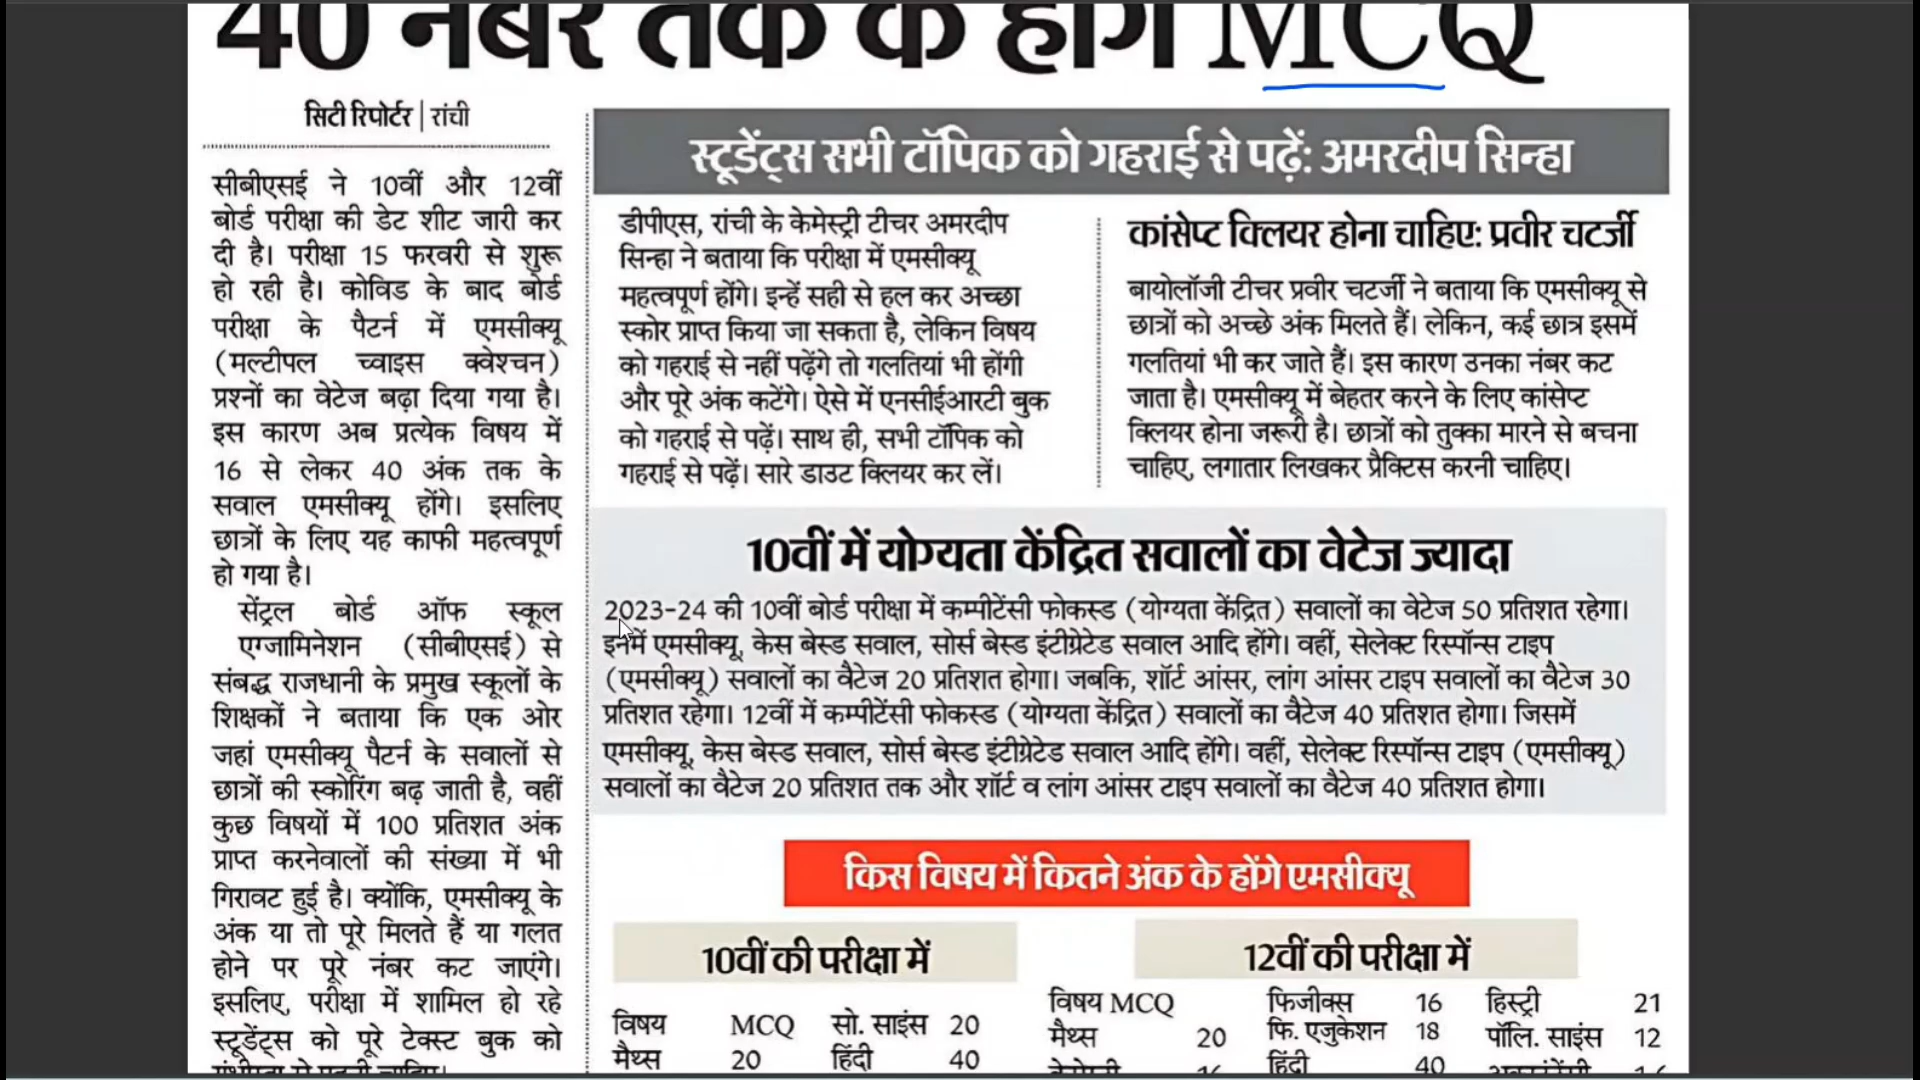 40 नंबर तक के होंगे MCQ
सिटी रिपोर्टर | रांची
सीबीएसई ने 10वीं और 12वीं
बोर्ड परीक्षा की डेट शीट जारी कर
दी है। परीक्षा 15 फरवरी से शुरू
हो रही है। कोविड के बाद बोर्ड
परीक्षा के पैटर्न में एमसीक्यू
(मल्टीपल च्वाइस क्वेश्चन)
प्रश्नों का वेटेज बढ़ा दिया गया है।
इस कारण अब प्रत्येक विषय में
16 से लेकर 40 अंक तक के
सवाल एमसीक्यू होंगे। इसलिए
छात्रों के लिए यह काफी महत्वपूर्ण
हो गया है।
सेंट्रल बोर्ड ऑफ स्कूल
एग्जामिनेशन (सीबीएसई) से
संबद्ध राजधानी के प्रमुख स्कूलों के
शिक्षकों ने बताया कि एक ओर
जहां एमसीक्यू पैटर्न के सवालों से
छात्रों की स्कोरिंग बढ़ जाती है, वहीं
कुछ विषयों में 100 प्रतिशत अंक
प्राप्त करनेवालों की संख्या में भी
गिरावट हुई है। क्योंकि, एमसीक्यू के
अंक या तो पूरे मिलते हैं या गलत
होने पर पूरे नंबर कट जाएंगे।
इसलिए, परीक्षा में शामिल हो रहे
स्टूडेंट्स को पूरे टेक्स्ट बुक को
स्टूडेंट्स सभी टॉपिक को गहराई से पढ़ें: अमरदीप सिन्हा
डीपीएस, रांची के केमेस्ट्री टीचर अमरदीप
सिन्हा ने बताया कि परीक्षा में एमसीक्यू
महत्वपूर्ण होंगे। इन्हें सही से हल कर अच्छा
स्कोर प्राप्त किया जा सकता है, लेकिन विषय
को गहराई से नहीं पढ़ेंगे तो गलतियां भी होंगी
और पूरे अंक कटेंगे। ऐसे में एनसीईआरटी बुक
को गहराई से पढ़ें। साथ ही, सभी टॉपिक को
गहराई से पढ़ें। सारे डाउट क्लियर कर लें।
कांसेप्ट क्लियर होना चाहिए: प्रवीर चटर्जी
बायोलॉजी टीचर प्रवीर चटर्जी ने बताया कि एमसीक्यू से
छात्रों को अच्छे अंक मिलते हैं। लेकिन, कई छात्र इसमें
गलतियां भी कर जाते हैं। इस कारण उनका नंबर कट
जाता है। एमसीक्यू में बेहतर करने के लिए कांसेप्ट
क्लियर होना जरूरी है। छात्रों को तुक्का मारने से बचना
चाहिए, लगातार लिखकर प्रैक्टिस करनी चाहिए।
10वीं में योग्यता केंद्रित सवालों का वेटेज ज्यादा
2023-24 की 10वीं बोर्ड परीक्षा में कम्पीटेंसी फोकस्ड (योग्यता केंद्रित) सवालों का वेटेज 50 प्रतिशत रहेगा।
इनमें एमसीक्यू, केस बेस्ड सवाल, सोर्स बेस्ड इंटीग्रेटेड सवाल आदि होंगे। वहीं, सेलेक्ट रिस्पॉन्स टाइप
(एमसीक्यू) सवालों का वैटेज 20 प्रतिशत होगा। जबकि, शॉर्ट आंसर, लांग आंसर टाइप सवालों का वैटेज 30
प्रतिशत रहेगा। 12वीं में कम्पीटेंसी फोकस्ड (योग्यता केंद्रित) सवालों का वैटेज 40 प्रतिशत होगा। जिसमें
एमसीक्यू, केस बेस्ड सवाल, सोर्स बेस्ड इंटीग्रेटेड सवाल आदि होंगे। वहीं, सेलेक्ट रिस्पॉन्स टाइप (एमसीक्यू)
सवालों का वैटेज 20 प्रतिशत तक और शॉर्ट व लांग आंसर टाइप सवालों का वैटेज 40 प्रतिशत होगा।
किस विषय में कितने अंक के होंगे एमसीक्यू
10वीं की परीक्षा में
विषय MCQ सो. साइंस 20
मैथ्स 20 हिंदी 40
12वीं की परीक्षा में
विषय MCQ फिजीक्स 16 हिस्ट्री 21
मैथ्स 20 फि. एजुकेशन 18 पॉलि. साइंस 12
हिंदी 40